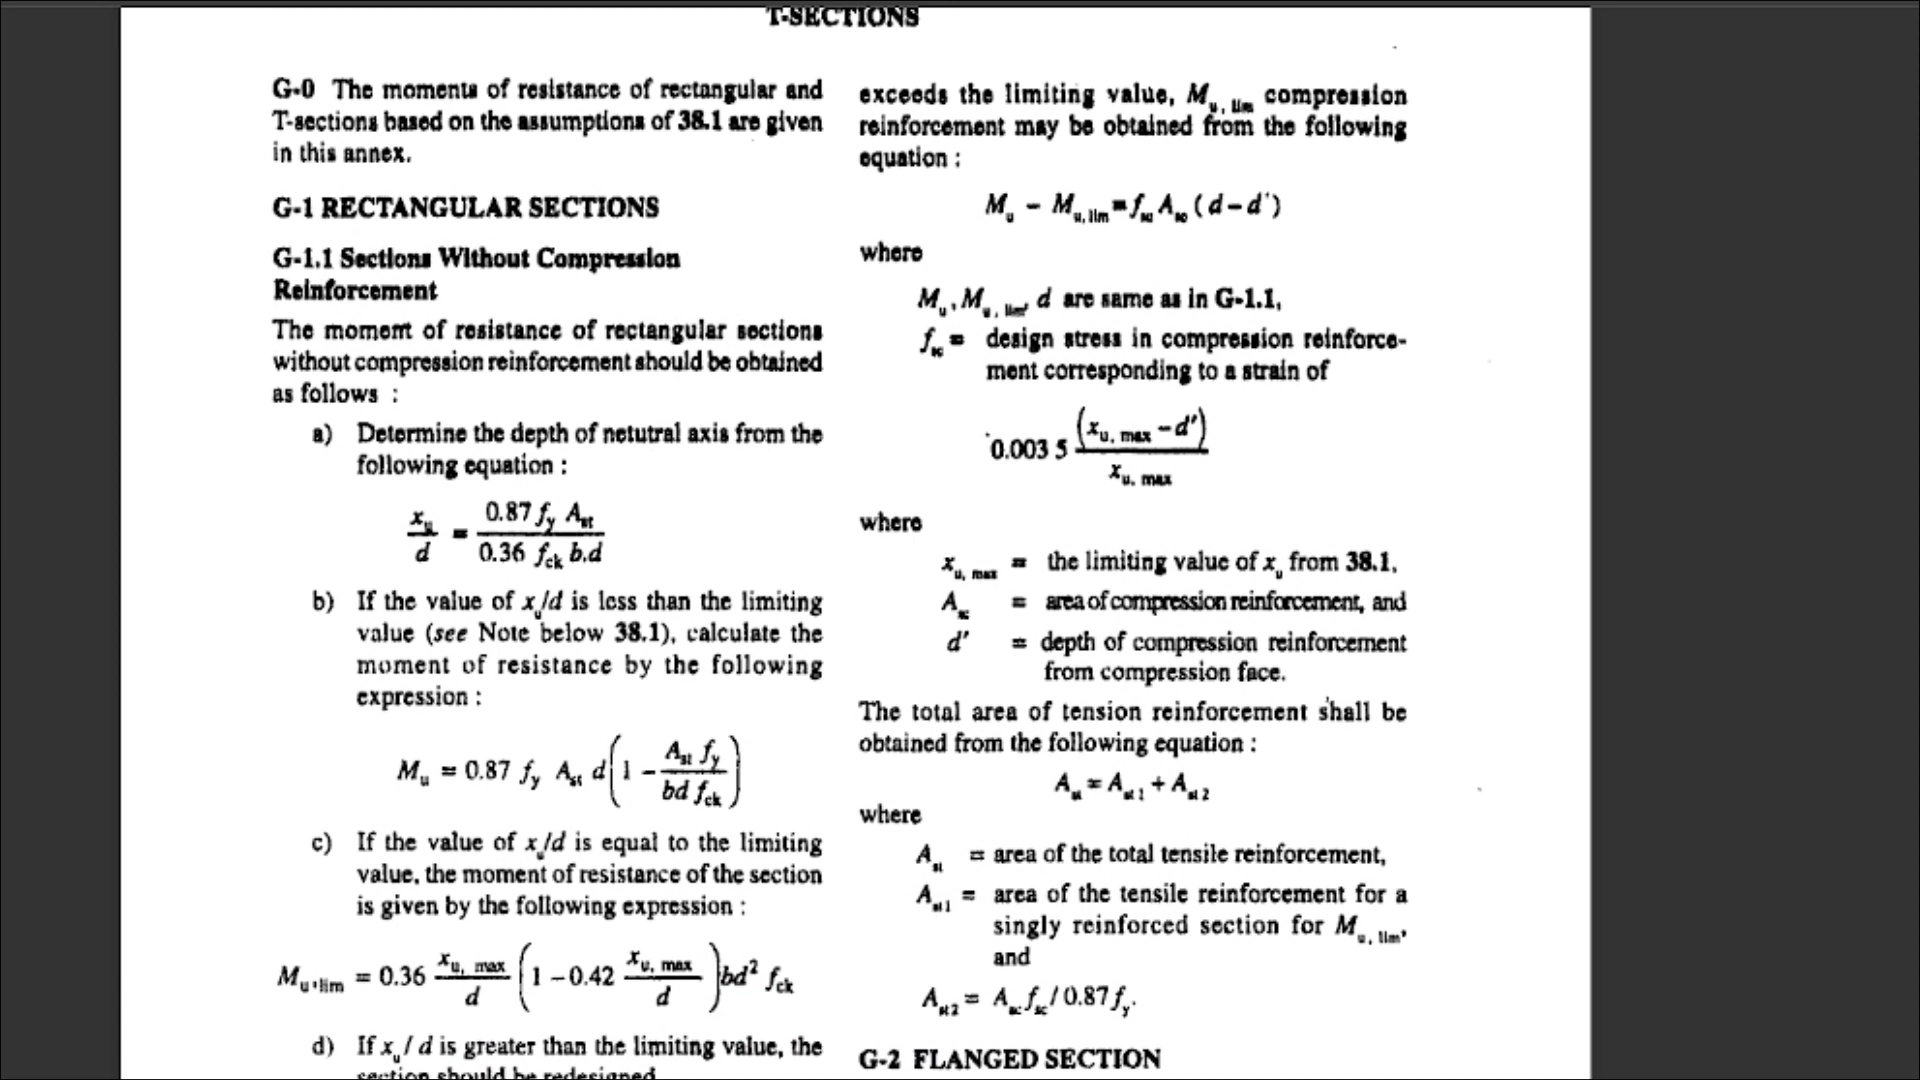 T-SECTIONS
G-0 The moments of resistance of rectangular and
T-sections based on the assumptions of 38.1 are given
in this annex.
G-1 RECTANGULAR SECTIONS
G-1.1 Sections Without Compression
Reinforcement
The moment of resistance of rectangular sections
without compression reinforcement should be obtained
as follows :
a) Determine the depth of netutral axis from the
following equation :
x_u/d = 0.87 f_y A_st / 0.36 f_ck b.d
b) If the value of x_u/d is less than the limiting
value (see Note below 38.1), calculate the
moment of resistance by the following
expression :
M_u = 0.87 f_y A_st d (1 - A_st f_y / bd f_ck)
c) If the value of x_u/d is equal to the limiting
value, the moment of resistance of the section
is given by the following expression :
M_u,lim = 0.36 x_u, max / d (1 - 0.42 x_u, max / d) bd² f_ck
d) If x_u / d is greater than the limiting value, the
section should be redesigned
exceeds the limiting value, M_u, lim compression
reinforcement may be obtained from the following
equation :
M_u - M_u, lim = f_sc A_sc (d - d')
where
M_u, M_u, lim, d are same as in G-1.1,
f_sc = design stress in compression reinforce-
ment corresponding to a strain of
0.003 5 (x_u, max - d') / x_u, max
where
x_u, max = the limiting value of x_u from 38.1,
A_sc = area of compression reinforcement, and
d' = depth of compression reinforcement
from compression face.
The total area of tension reinforcement shall be
obtained from the following equation :
A_st = A_st1 + A_st2
where
A_st = area of the total tensile reinforcement,
A_st1 = area of the tensile reinforcement for a
singly reinforced section for M_u, lim,
and
A_st2 = A_sc f_sc / 0.87 f_y.
G-2 FLANGED SECTION